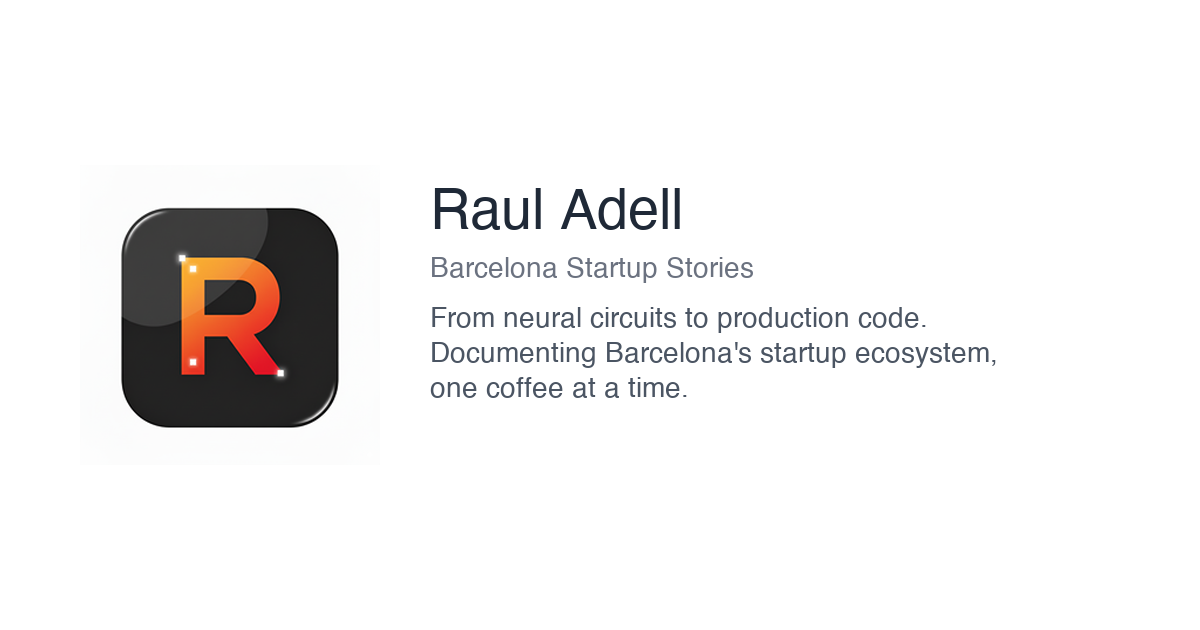 R
Raul Adell
Barcelona Startup Stories
From neural circuits to production code.
Documenting Barcelona's startup ecosystem,
one coffee at a time.